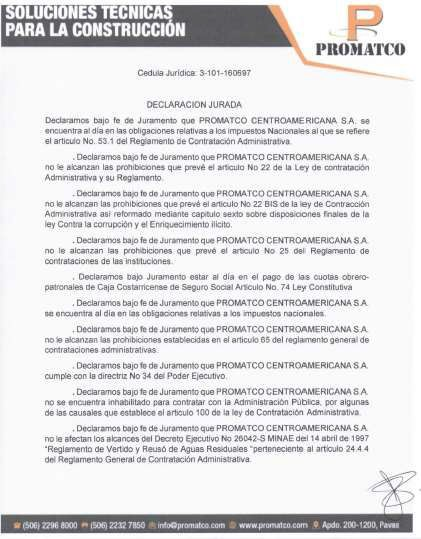 SOLUCIONES TECNICAS
PARA LA CONSTRUCCIÓN
PROMATCO
Cedula Jurídica: 3-101-160697
DECLARACION JURADA
Declaramos bajo fe de Juramento que PROMATCO CENTROAMERICANA S.A. se
encuentra al día en las obligaciones relativas a los impuestos Nacionales al que se refiere
el articulo No. 53.1 del Reglamento de Contratación Administrativa.
. Declaramos bajo fe de Juramento que PROMATCO CENTROAMERICANA S.A.
no le alcanzan las prohibiciones que prevé el articulo No 22 de la Ley de contratación
Administrativa y su Reglamento.
. Declaramos bajo fe de Juramento que PROMATCO CENTROAMERICANA S.A.
no le alcanzan las prohibiciones que prevé el articulo No 22 BIS de la ley de Contracción
Administrativa así reformado mediante capitulo sexto sobre disposiciones finales de la
ley Contra la corrupción y el Enriquecimiento ilícito.
. Declaramos bajo fe de Juramento que PROMATCO CENTROAMERICANA S.A.
no le alcanzan las prohibiciones que prevé el articulo No 25 del Reglamento de
contrataciones de las instituciones.
. Declaramos bajo Juramento estar al día en el pago de las cuotas obrero-
patronales de Caja Costarricense de Seguro Social Articulo No. 74 Ley Constitutiva
. Declaramos bajo fe de Juramento que PROMATCO CENTROAMERICANA S.A.
se encuentra al día en las obligaciones relativas a los impuestos nacionales.
. Declaramos bajo fe de Juramento que PROMATCO CENTROAMERICANA S.A.
no le alcanzan las prohibiciones establecidas en el articulo 65 del reglamento general de
contrataciones administrativas.
. Declaramos bajo fe de Juramento que PROMATCO CENTROAMERICANA S.A.
cumple con la directriz No 34 del Poder Ejecutivo.
. Declaramos bajo fe de Juramento que PROMATCO CENTROAMERICANA S.A.
no se encuentra inhabilitado para contratar con la Administración Pública, por algunas
de las causales que establece el articulo 100 de la ley de Contratación Administrativa.
. Declaramos bajo fe de Juramento que PROMATCO CENTROAMERICANA S.A.
no le afectan los alcances del Decreto Ejecutivo No 26042-S MINAE del 14 abril de 1997
"Reglamento de Vertido y Reusó de Aguas Residuales "perteneciente al artículo 24.4.4
del Reglamento General de Contratación Administrativa.
(506) 2296 8000 (506) 2232 7850 info@promatco.com www.promatco.com Apdo. 200-1200, Pavas